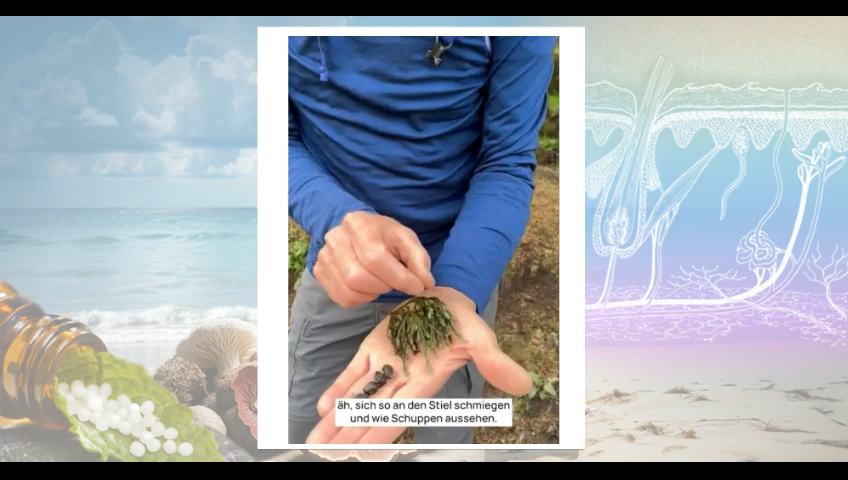 äh, sich so an den Stiel schmiegen
und wie Schuppen aussehen.